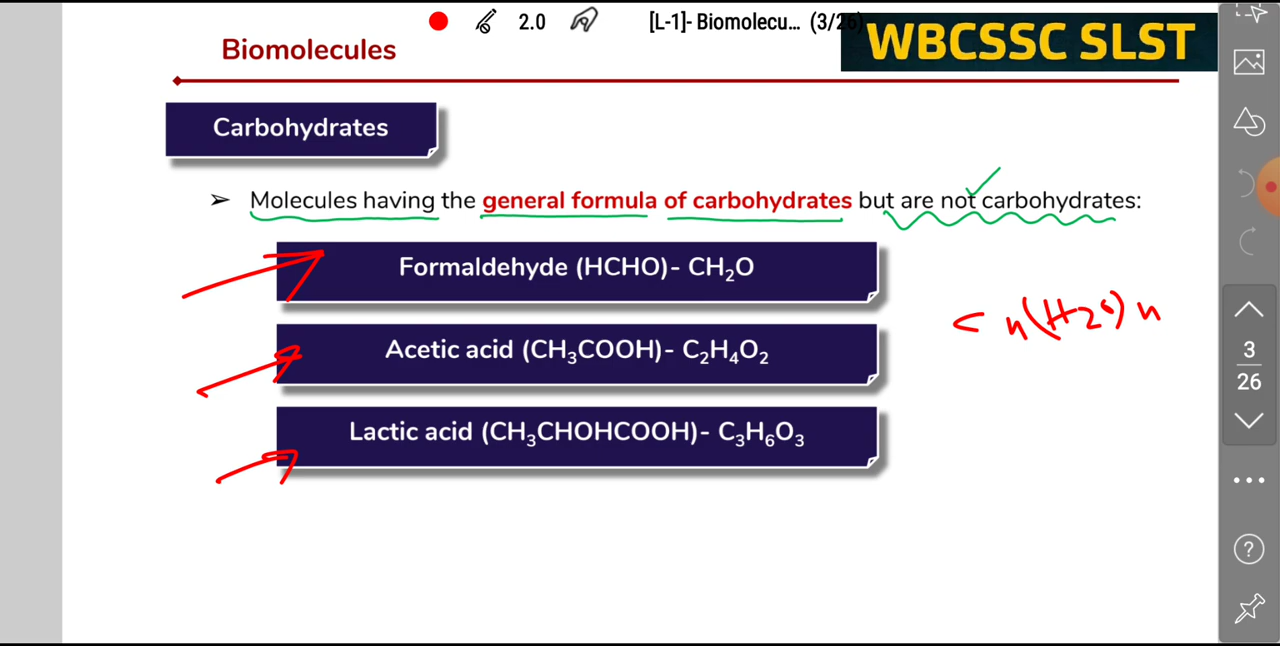 2.0 [L-1]- Biomolecu... (3/26)
WBCSSC SLST
Biomolecules
Carbohydrates
➢ Molecules having the general formula of carbohydrates but are not carbohydrates:
Formaldehyde (HCHO)- CH₂O
Acetic acid (CH₃COOH)- C₂H₄O₂
C n(H2O) n
Lactic acid (CH₃CHOHCOOH)- C₃H₆O₃
3
26
?